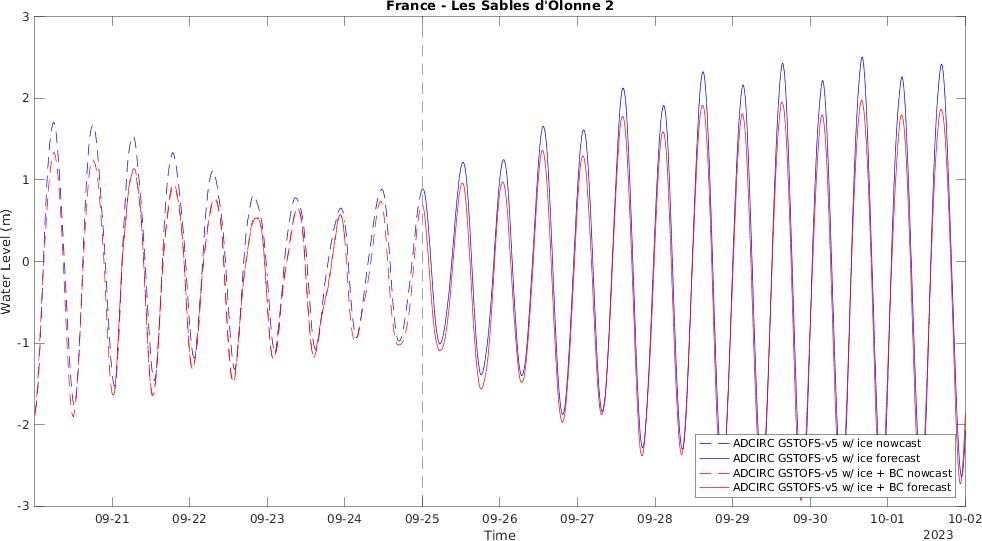 France - Les Sables d'Olonne 2
3
2
1
0
-1
-2
-3
Water Level (m)
ADCIRC GSTOFS-v5 w/ ice nowcast
ADCIRC GSTOFS-v5 w/ ice forecast
ADCIRC GSTOFS-v5 w/ ice + BC nowcast
ADCIRC GSTOFS-v5 w/ ice + BC forecast
09-21 09-22 09-23 09-24 09-25 09-26 09-27 09-28 09-29 09-30 10-01 10-02
Time
2023